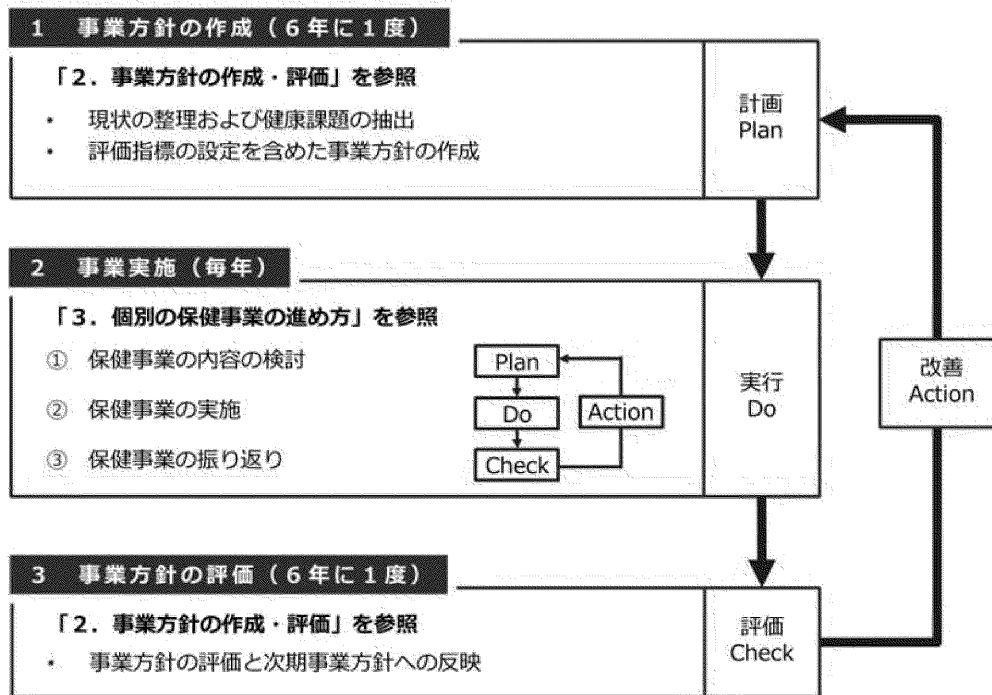 1 事業方針の作成（6年に1度）
「2．事業方針の作成・評価」を参照
・ 現状の整理および健康課題の抽出
・ 評価指標の設定を含めた事業方針の作成
計画
Plan
2 事業実施（毎年）
「3．個別の保健事業の進め方」を参照
① 保健事業の内容の検討
② 保健事業の実施
③ 保健事業の振り返り
Plan
Do
Check
Action
実行
Do
改善
Action
3 事業方針の評価（6年に1度）
「2．事業方針の作成・評価」を参照
・ 事業方針の評価と次期事業方針への反映
評価
Check